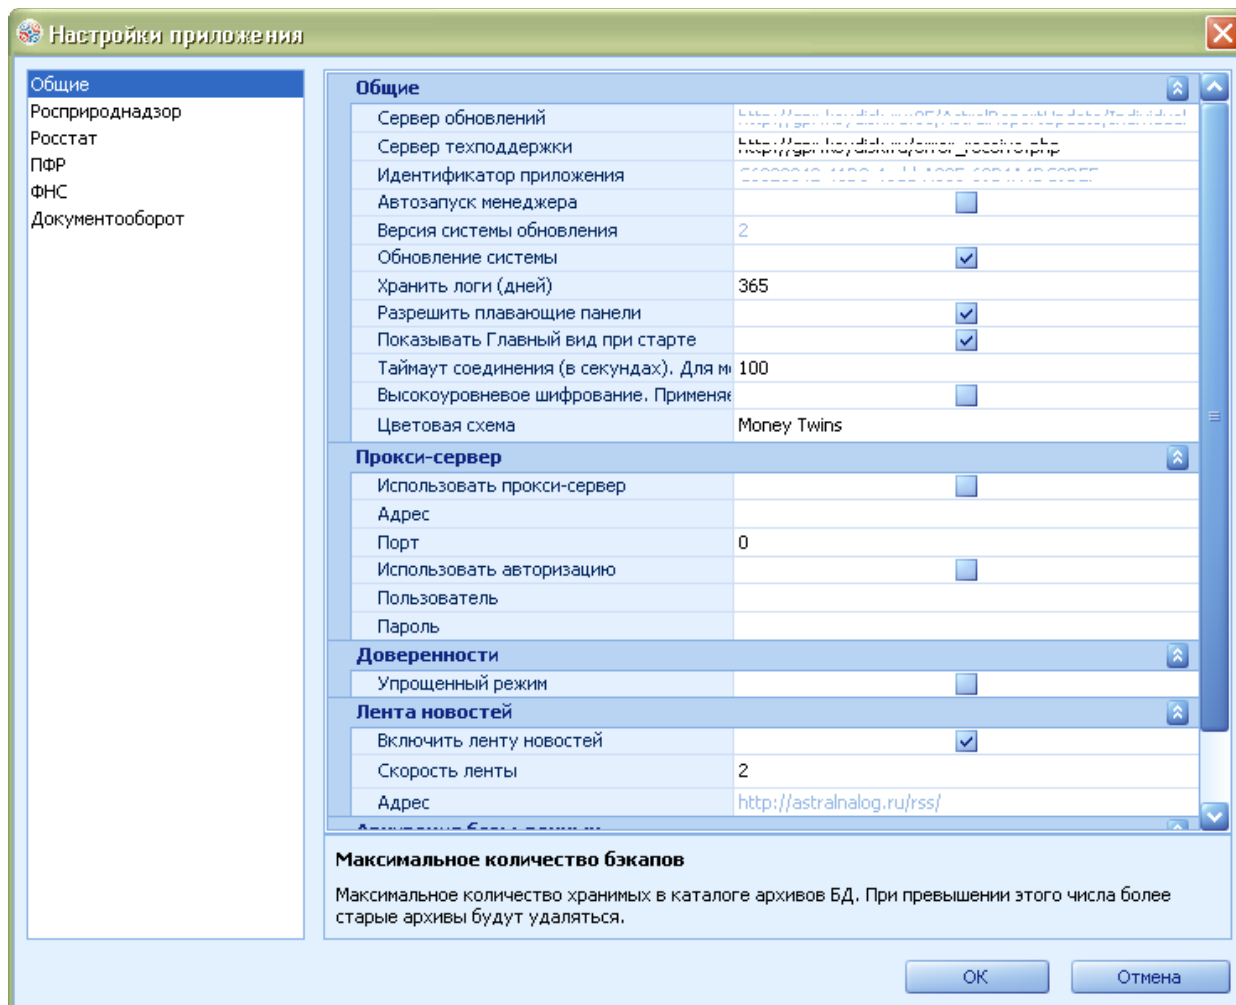 Настройки приложения
Общие
Росприроднадзор
Росстат
ПФР
ФНС
Документооборот
Общие
Сервер обновлений
Сервер техподдержки
Идентификатор приложения
Автозапуск менеджера
Версия системы обновления 2
Обновление системы
Хранить логи (дней) 365
Разрешить плавающие панели
Показывать Главный вид при старте
Таймаут соединения (в секундах). Для 100
Высокоуровневое шифрование.
Цветовая схема Money Twins
Прокси-сервер
Использовать прокси-сервер
Адрес
Порт 0
Использовать авторизацию
Пользователь
Пароль
Доверенности
Упрощенный режим
Лента новостей
Включить ленту новостей
Скорость ленты 2
Адрес http://astralnalog.ru/rss/
Максимальное количество бэкапов
Максимальное количество хранимых в каталоге архивов БД. При превышении этого числа более
старые архивы будут удаляться.
ОК Отмена